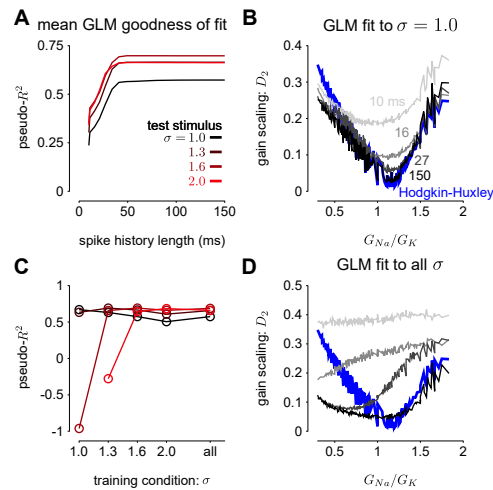 A mean GLM goodness of fit
pseudo-R²
0.75
0.5
0.25
0
0 50 100 150
spike history length (ms)
test stimulus
σ=1.0
1.3
1.6
2.0
B GLM fit to σ = 1.0
gain scaling: D₂
0.4
0.3
0.2
0.1
0
0.5 1 1.5 2
G_Na/G_K
10 ms
16
27
150
Hodgkin-Huxley
C
pseudo-R²
1
0.5
0
-0.5
-1
1.0 1.3 1.6 2.0 all
training condition: σ
D GLM fit to all σ
gain scaling: D₂
0.4
0.3
0.2
0.1
0
0.5 1 1.5 2
G_Na/G_K